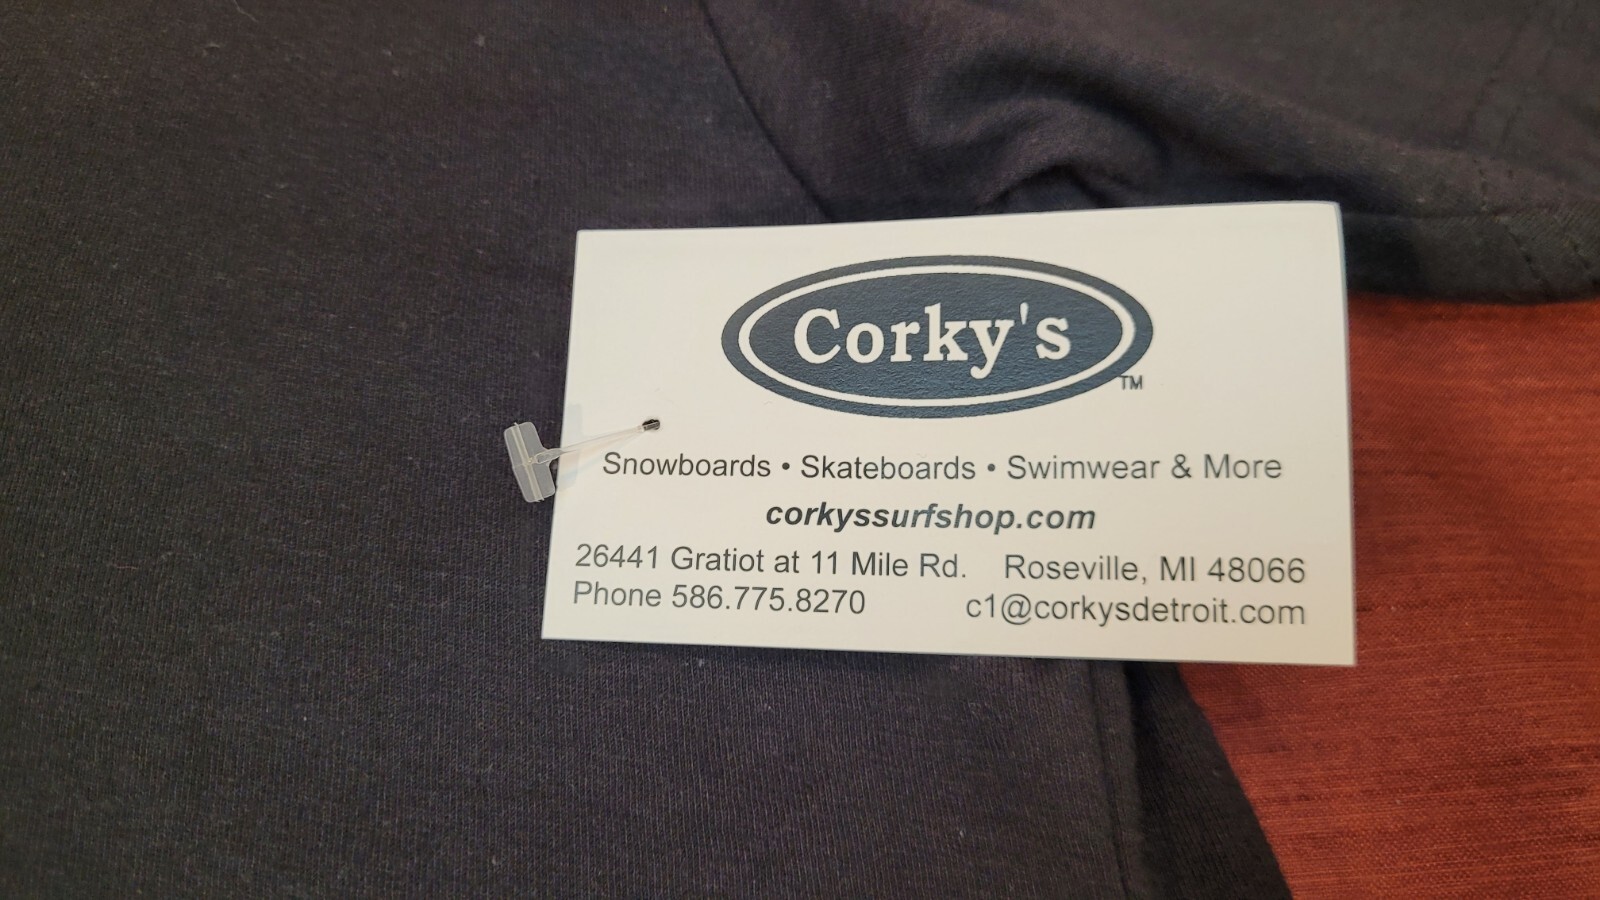 Corky's
TM
Snowboards • Skateboards • Swimwear & More
corkyssurfshop.com
26441 Gratiot at 11 Mile Rd. Roseville, MI 48066
Phone 586.775.8270 c1@corkysdetroit.com